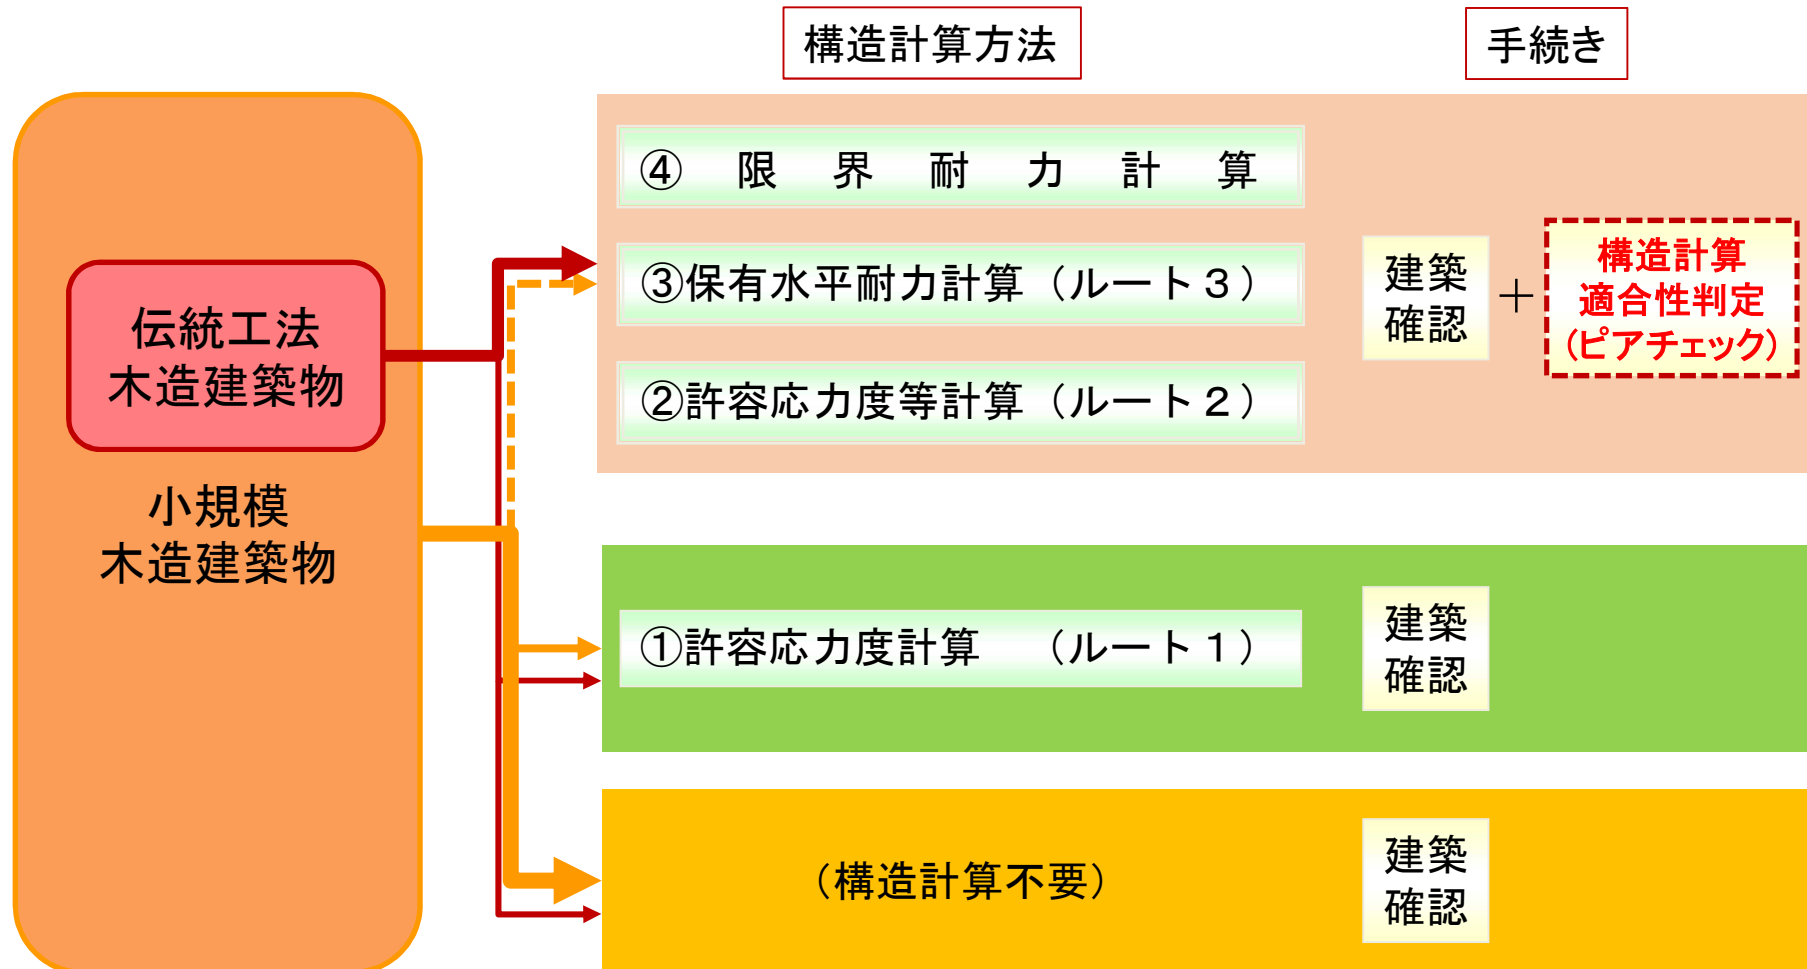 構造計算方法
手続き
伝統工法
木造建築物
小規模
木造建築物
④ 限界耐力計算
③保有水平耐力計算（ルート３）
②許容応力度等計算（ルート２）
建築
確認
＋
構造計算
適合性判定
(ピアチェック)
①許容応力度計算 （ルート１）
建築
確認
（構造計算不要）
建築
確認